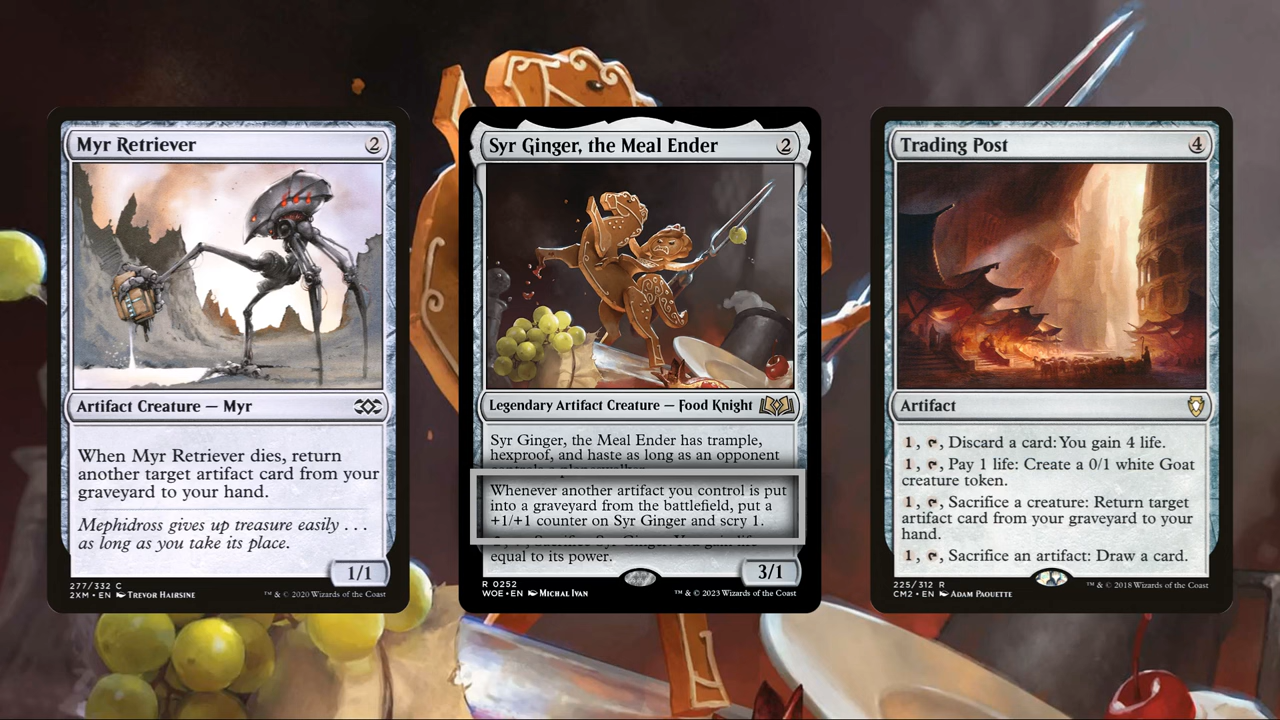 Myr Retriever 2
Artifact Creature — Myr
When Myr Retriever dies, return
another target artifact card from your
graveyard to your hand.
Mephidross gives up treasure easily . . .
as long as you take its place.
1/1
277/332 C
2XM • EN Trevor Hairsine
™ & © 2020 Wizards of the Coast
Syr Ginger, the Meal Ender 2
Legendary Artifact Creature — Food Knight
Syr Ginger, the Meal Ender has trample,
hexproof, and haste as long as an opponent
Whenever another artifact you control is put
into a graveyard from the battlefield, put a
+1/+1 counter on Syr Ginger and scry 1.
equal to its power.
3/1
R 0252
WOE • EN Michal Ivan
™ & © 2023 Wizards of the Coast
Trading Post 4
Artifact
1, , Discard a card: You gain 4 life.
1, , Pay 1 life: Create a 0/1 white Goat
creature token.
1, , Sacrifice a creature: Return target
artifact card from your graveyard to your
hand.
1, , Sacrifice an artifact: Draw a card.
225/312 R
CM2 • EN Adam Paquette
™ & © 2018 Wizards of the Coast